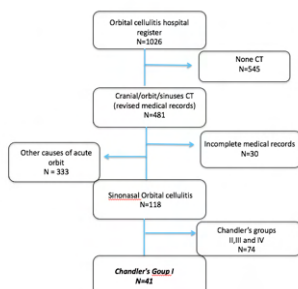 Orbital cellulitis hospital
register
N=1026
None CT
N=545
Cranial/orbit/sinuses CT
(revised medical records)
N=481
Other causes of acute
orbit
N = 333
Incomplete medical records
N=30
Sinonasal Orbital cellulitis
N=118
Chandler's groups
II,III and IV
N=74
Chandler's Goup I
N=41